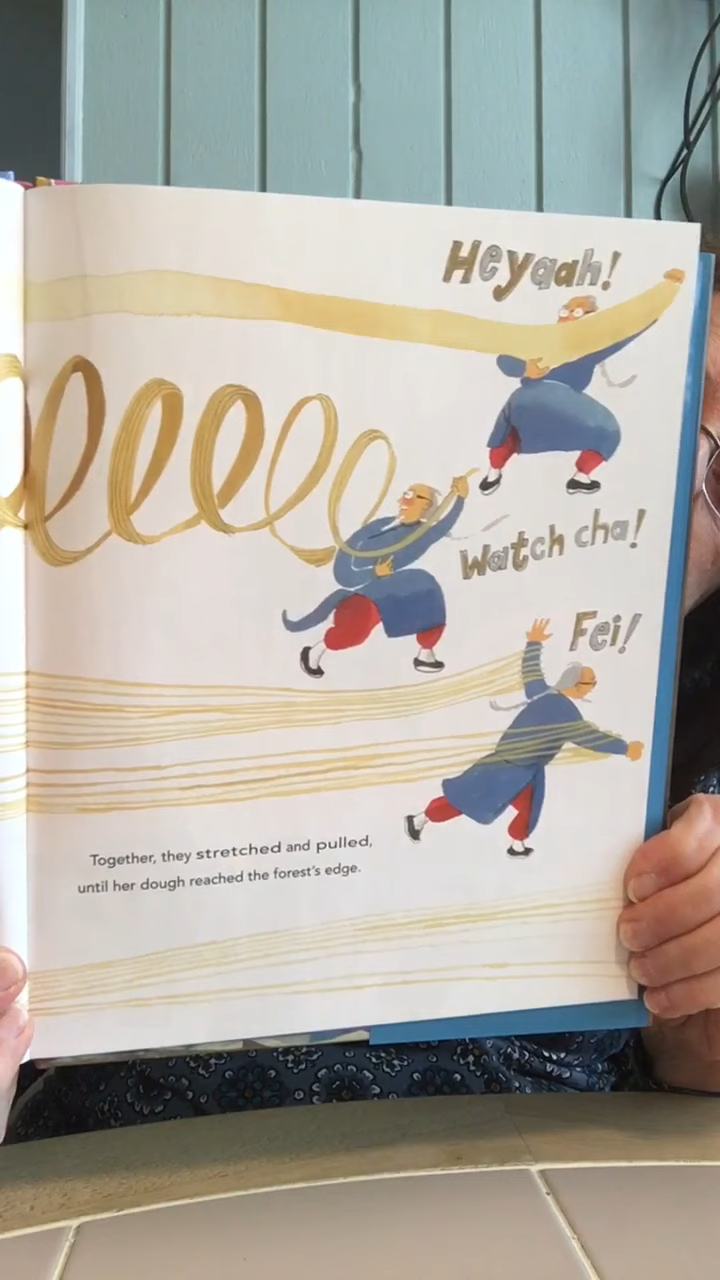 Heyaah!
Watch cha!
Fei!
Together, they stretched and pulled,
until her dough reached the forest's edge.